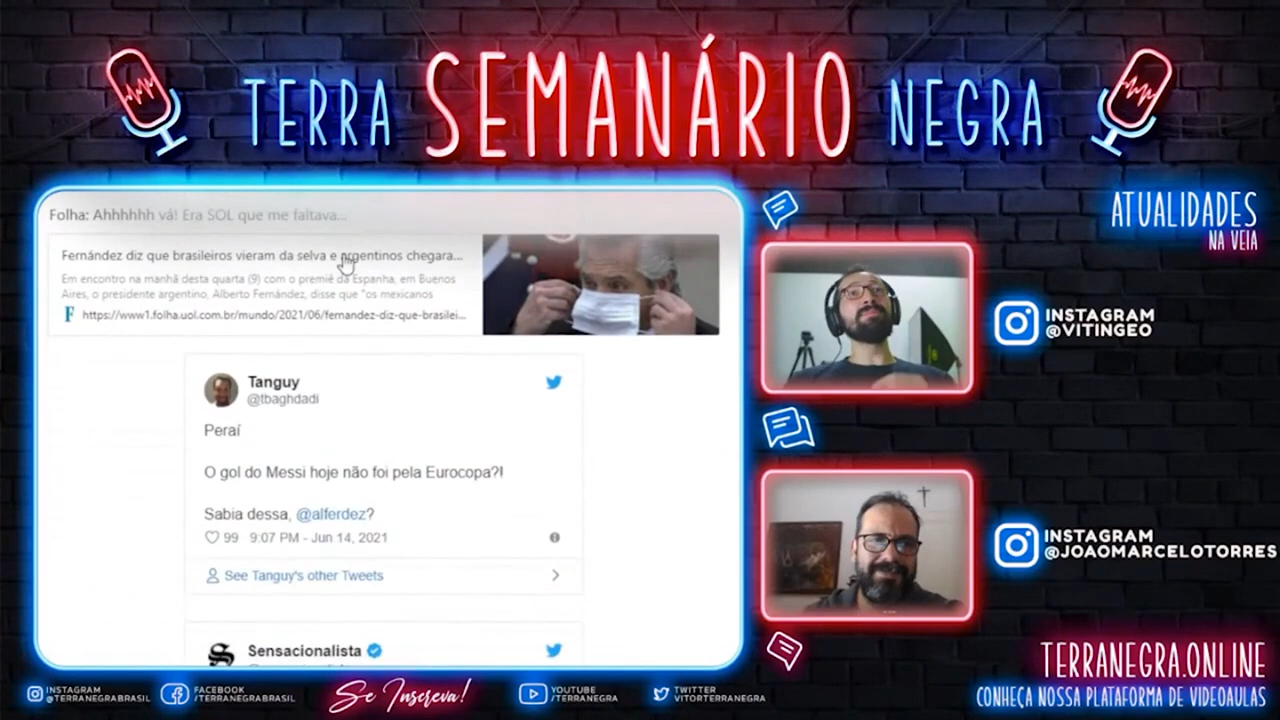 TERRA SEMANÁRIO NEGRA
Folha: Ahhhhhh vá! Era SOL que me faltava...
Fernández diz que brasileiros vieram da selva e argentinos chegara...
Em encontro na manhã desta quarta (9) com o premiê da Espanha, em Buenos
Aires, o presidente argentino, Alberto Fernández, disse que "os mexicanos
F https://www1.folha.uol.com.br/mundo/2021/06/fernandez-diz-que-brasilei...
Tanguy
@tbaghdadi
Peraí
O gol do Messi hoje não foi pela Eurocopa?!
Sabia dessa, @alferdez?
99 9:07 PM - Jun 14, 2021
See Tanguy's other Tweets
Sensacionalista
ATUALIDADES
NA VEIA
INSTAGRAM
@VITINGEO
INSTAGRAM
@JOAOMARCELOTORRES
TERRANEGRA.ONLINE
CONHEÇA NOSSA PLATAFORMA DE VIDEOAULAS
INSTAGRAM
@TERRANEGRABRASIL
FACEBOOK
/TERRANEGRABRASIL
Se Inscreva!
YOUTUBE
/TERRANEGRA
TWITTER
VITORTERRANEGRA